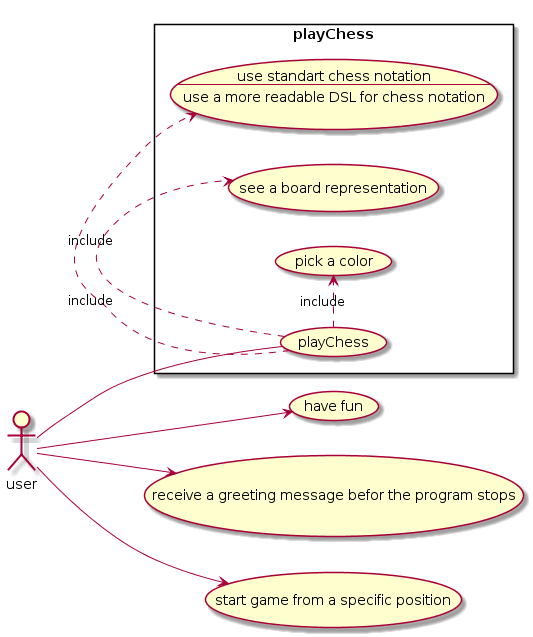 playChess
use standart chess notation
use a more readable DSL for chess notation
see a board representation
include
pick a color
include
include
playChess
have fun
user
receive a greeting message befor the program stops
start game from a specific position